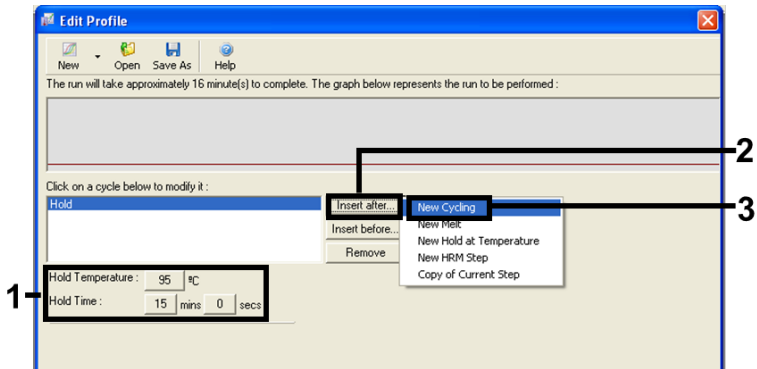 Edit Profile
New Open Save As Help
The run will take approximately 16 minute(s) to complete. The graph below represents the run to be performed :
2
Click on a cycle below to modify it :
Hold
Insert after...
New Cycling
3
Insert before...
New Melt
New Hold at Temperature
Remove
New HRM Step
Copy of Current Step
1
Hold Temperature : 95 ºC
Hold Time : 15 mins 0 secs